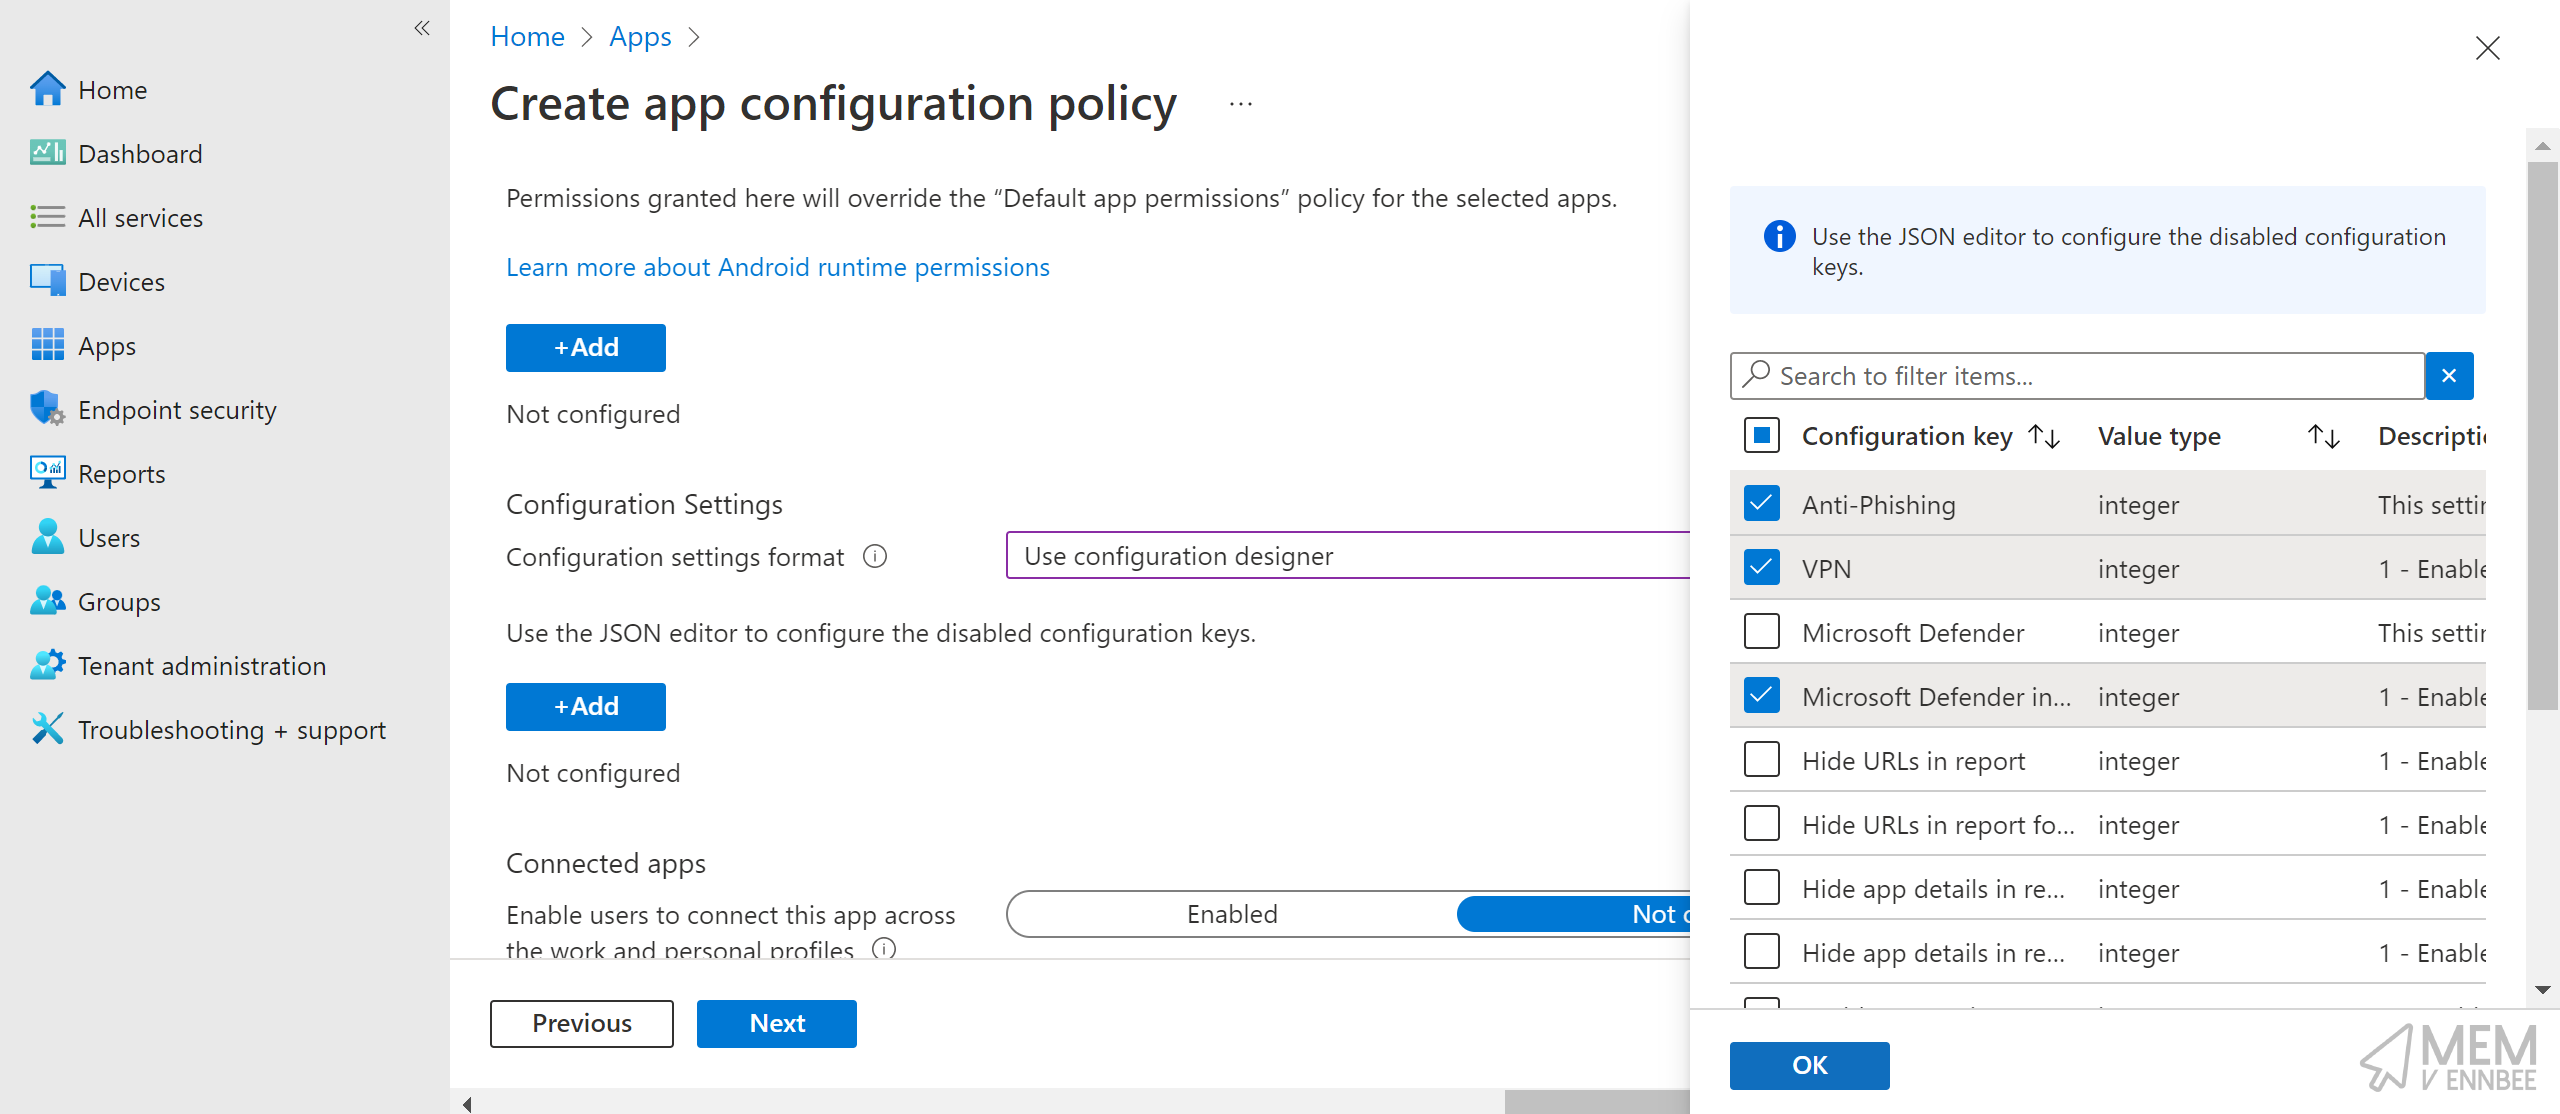 Home
Dashboard
All services
Devices
Apps
Endpoint security
Reports
Users
Groups
Tenant administration
Troubleshooting + support
Home > Apps >
Create app configuration policy ...
Permissions granted here will override the “Default app permissions” policy for the selected apps.
Learn more about Android runtime permissions
+Add
Not configured
Configuration Settings
Configuration settings format
Use configuration designer
Use the JSON editor to configure the disabled configuration keys.
+Add
Not configured
Connected apps
Enable users to connect this app across
the work and personal profiles
Enabled
Not
Previous
Next
Use the JSON editor to configure the disabled configuration
keys.
Search to filter items...
Configuration key Value type Descripti
Anti-Phishing integer This settin
VPN integer 1 - Enable
Microsoft Defender integer This settin
Microsoft Defender in... integer 1 - Enable
Hide URLs in report integer 1 - Enable
Hide URLs in report fo... integer 1 - Enable
Hide app details in re... integer 1 - Enable
Hide app details in re... integer 1 - Enable
OK
MEM
V ENNBEE